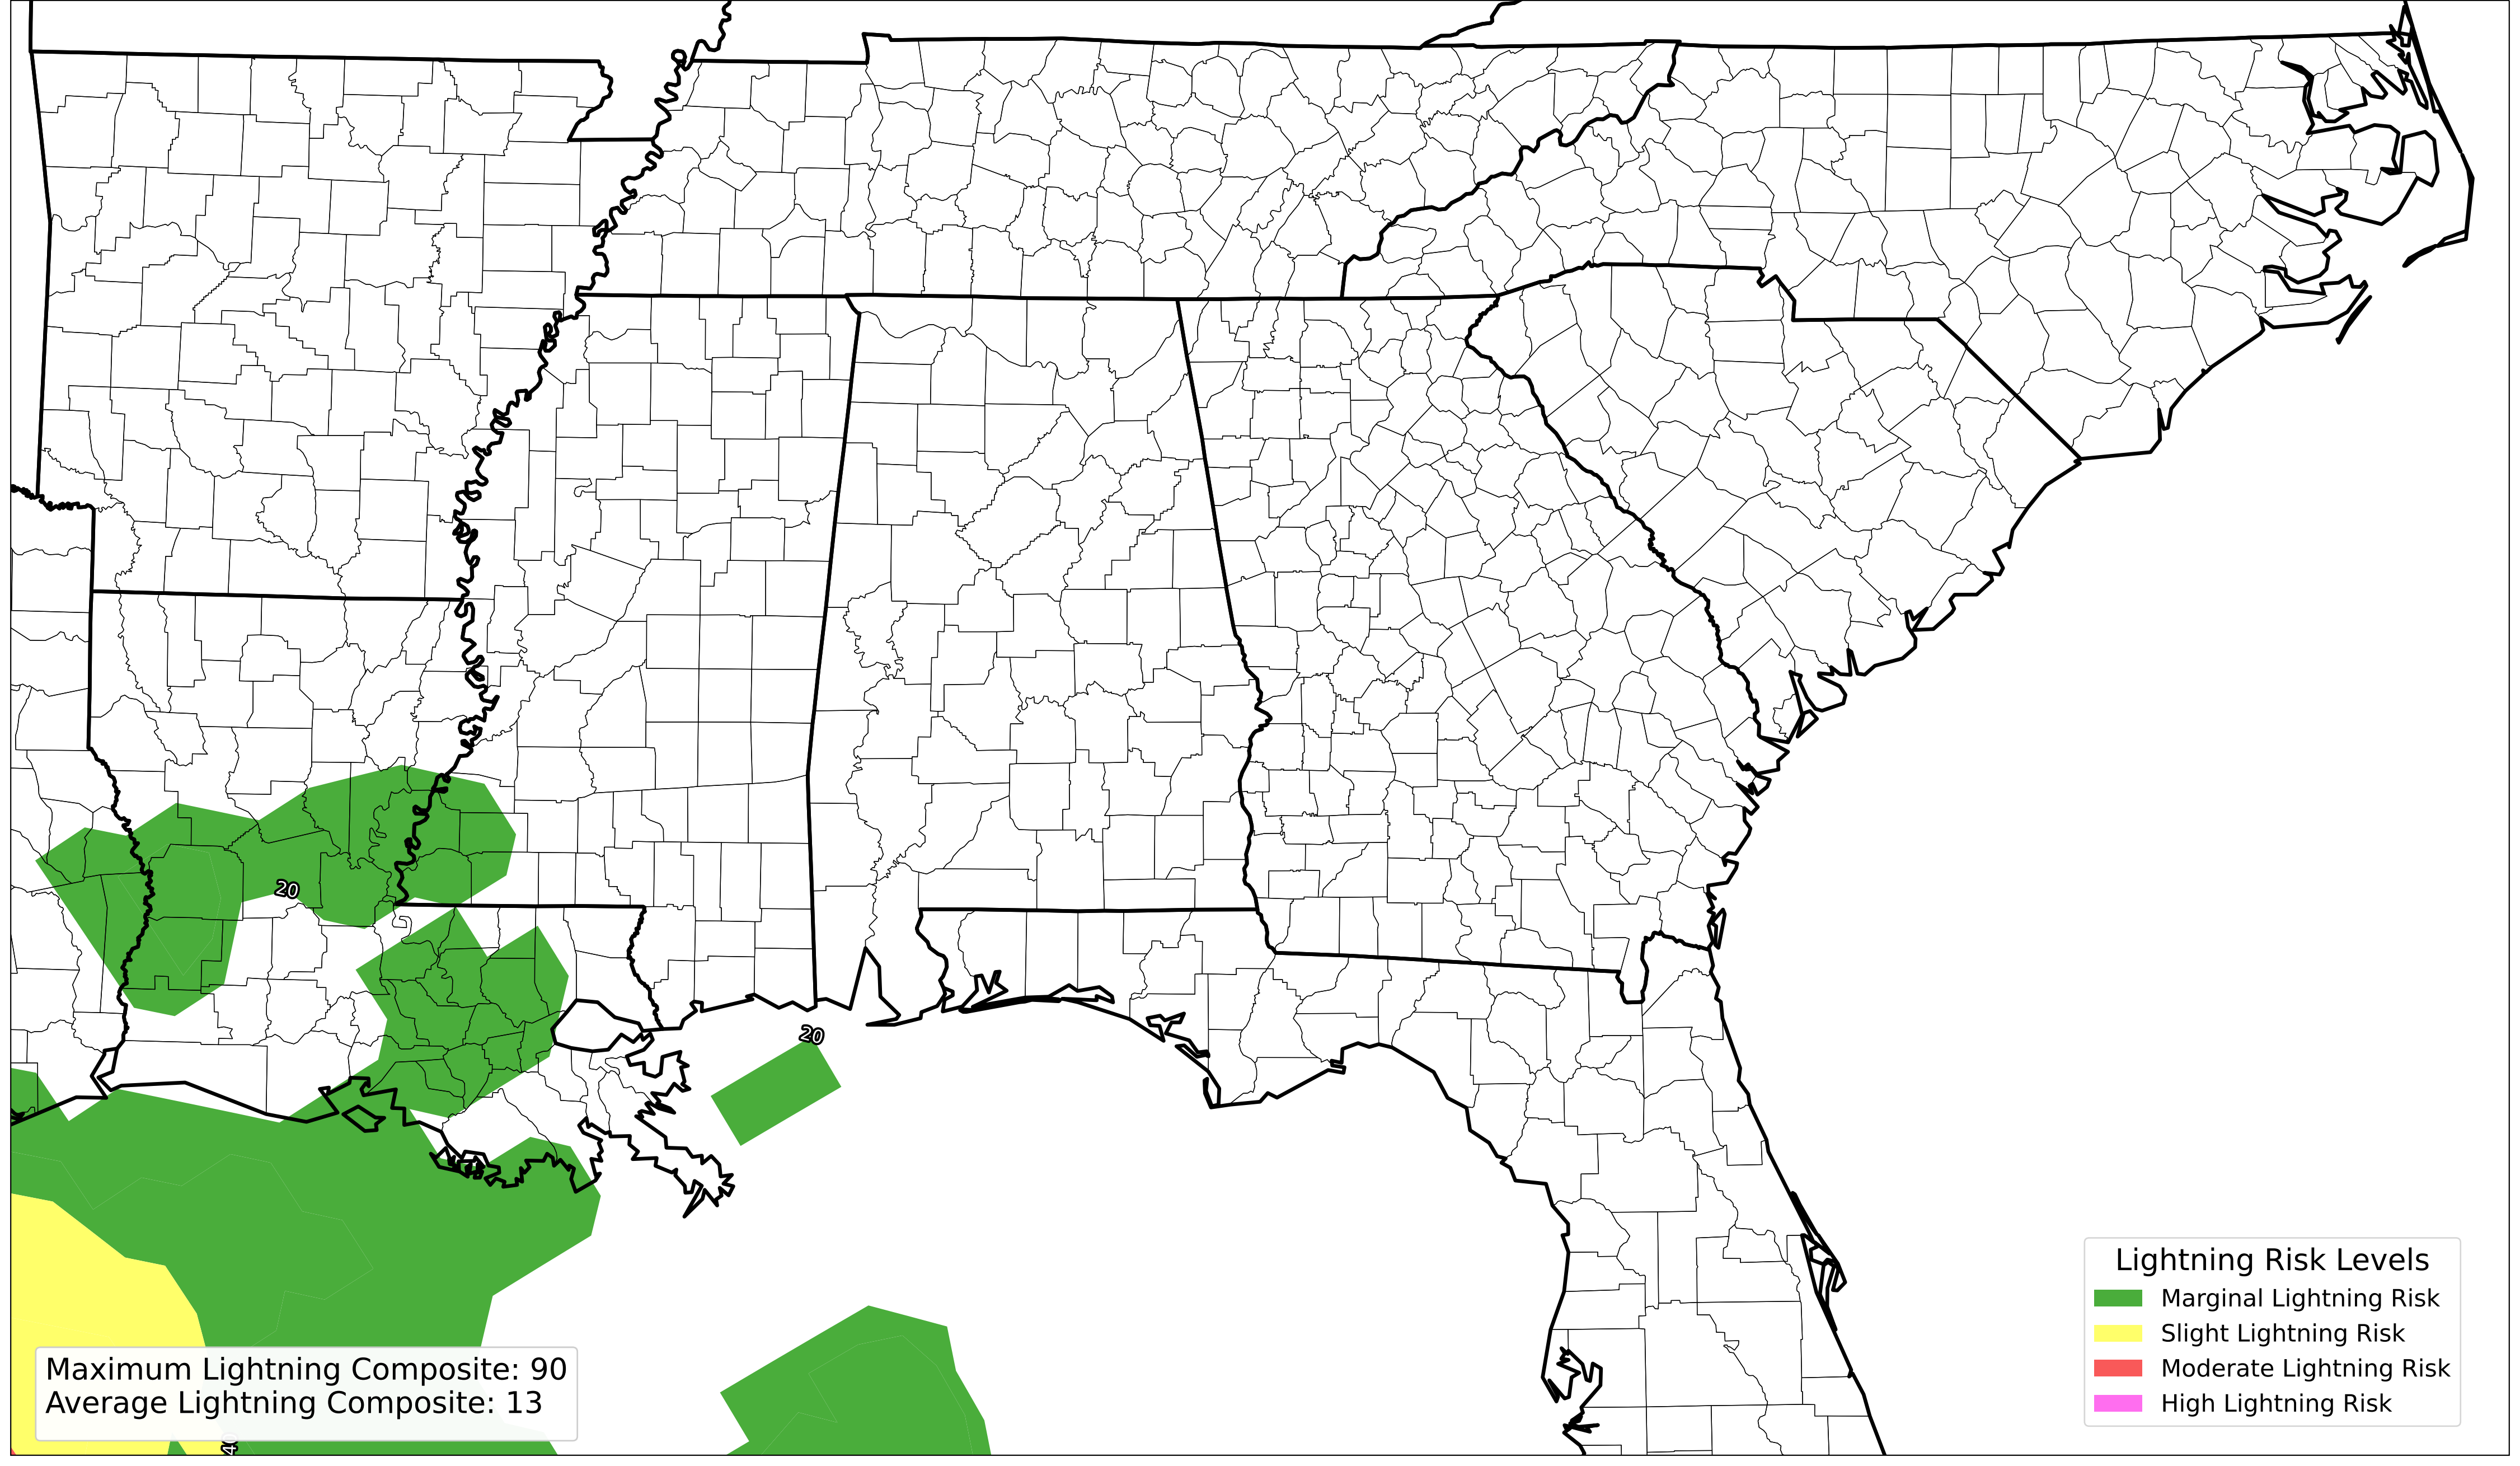 20
20
Lightning Risk Levels
Marginal Lightning Risk
Slight Lightning Risk
Moderate Lightning Risk
High Lightning Risk
Maximum Lightning Composite: 90
Average Lightning Composite: 13